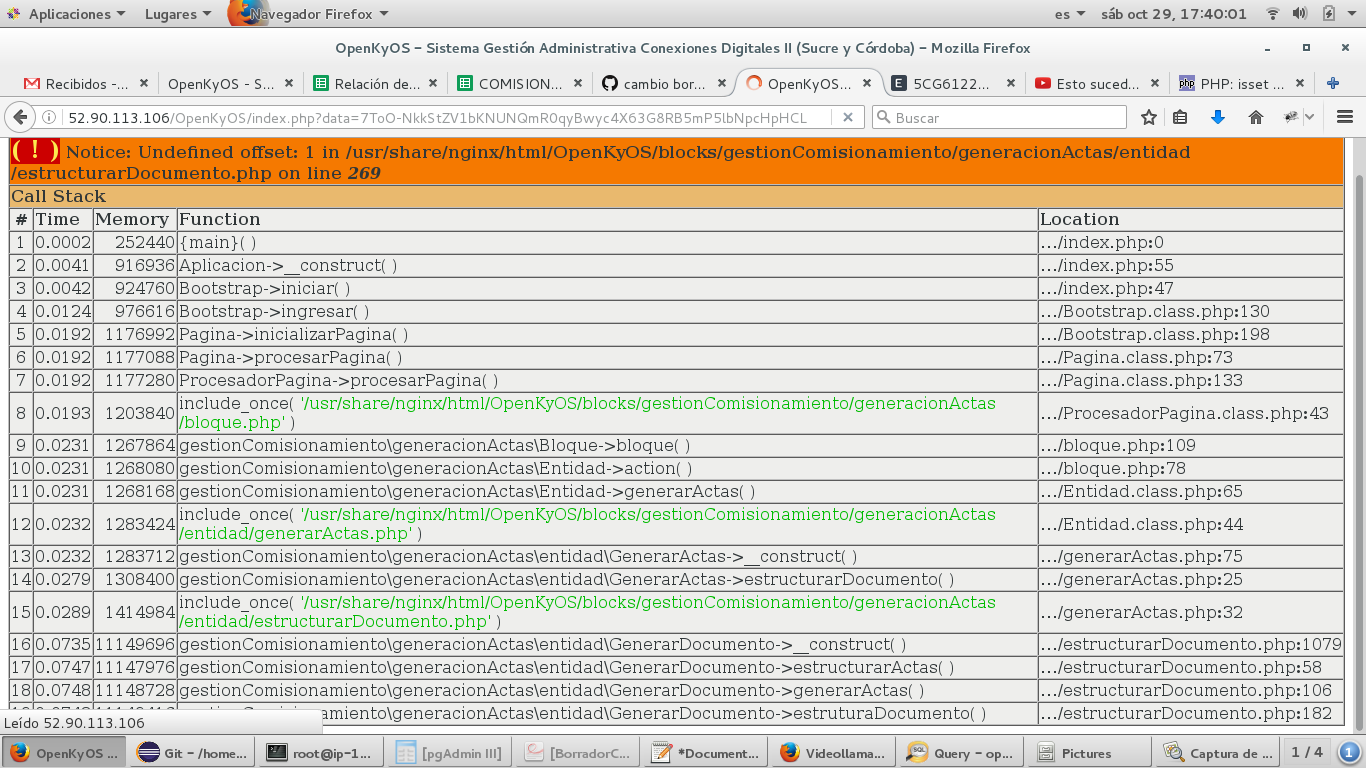 Aplicaciones Lugares Navegador Firefox es sáb oct 29, 17:40:01
OpenKyOS - Sistema Gestión Administrativa Conexiones Digitales II (Sucre y Córdoba) - Mozilla Firefox
Recibidos -... OpenKyOS - S... Relación de... COMISION... cambio bor... OpenKyOS... 5CG6122... Esto suced... PHP: isset ...
52.90.113.106/OpenKyOS/index.php?data=7ToO-NkkStZV1bKNUNQmR0qyBwyc4X63G8RB5mP5lbNpcHpHCL Buscar
( ! ) Notice: Undefined offset: 1 in /usr/share/nginx/html/OpenKyOS/blocks/gestionComisionamiento/generacionActas/entidad
/estructurarDocumento.php on line 269
Call Stack
# Time Memory Function Location
1 0.0002 252440 {main}( ) .../index.php:0
2 0.0041 916936 Aplicacion->__construct( ) .../index.php:55
3 0.0042 924760 Bootstrap->iniciar( ) .../index.php:47
4 0.0124 976616 Bootstrap->ingresar( ) .../Bootstrap.class.php:130
5 0.0192 1176992 Pagina->inicializarPagina( ) .../Bootstrap.class.php:198
6 0.0192 1177088 Pagina->procesarPagina( ) .../Pagina.class.php:73
7 0.0192 1177280 ProcesadorPagina->procesarPagina( ) .../Pagina.class.php:133
8 0.0193 1203840 include_once( '/usr/share/nginx/html/OpenKyOS/blocks/gestionComisionamiento/generacionActas
/bloque.php' ) .../ProcesadorPagina.class.php:43
9 0.0231 1267864 gestionComisionamiento\generacionActas\Bloque->bloque( ) .../bloque.php:109
10 0.0231 1268080 gestionComisionamiento\generacionActas\Entidad->action( ) .../bloque.php:78
11 0.0231 1268168 gestionComisionamiento\generacionActas\Entidad->generarActas( ) .../Entidad.class.php:65
12 0.0232 1283424 include_once( '/usr/share/nginx/html/OpenKyOS/blocks/gestionComisionamiento/generacionActas
/entidad/generarActas.php' ) .../Entidad.class.php:44
13 0.0232 1283712 gestionComisionamiento\generacionActas\entidad\GenerarActas->__construct( ) .../generarActas.php:75
14 0.0279 1308400 gestionComisionamiento\generacionActas\entidad\GenerarActas->estructurarDocumento( ) .../generarActas.php:25
15 0.0289 1414984 include_once( '/usr/share/nginx/html/OpenKyOS/blocks/gestionComisionamiento/generacionActas
/entidad/estructurarDocumento.php' ) .../generarActas.php:32
16 0.0735 11149696 gestionComisionamiento\generacionActas\entidad\GenerarDocumento->__construct( ) .../estructurarDocumento.php:1079
17 0.0747 11147976 gestionComisionamiento\generacionActas\entidad\GenerarDocumento->estructurarActas( ) .../estructurarDocumento.php:58
18 0.0748 11148728 gestionComisionamiento\generacionActas\entidad\GenerarDocumento->generarActas( ) .../estructurarDocumento.php:106
gestionComisionamiento\generacionActas\entidad\GenerarDocumento->estruturaDocumento( ) .../estructurarDocumento.php:182
Leído 52.90.113.106
OpenKyOS ... Git - /home... root@ip-1... [pgAdmin III] [BorradorC... *Document... Videollama... Query - op... Pictures Captura de ... 1 / 4 1